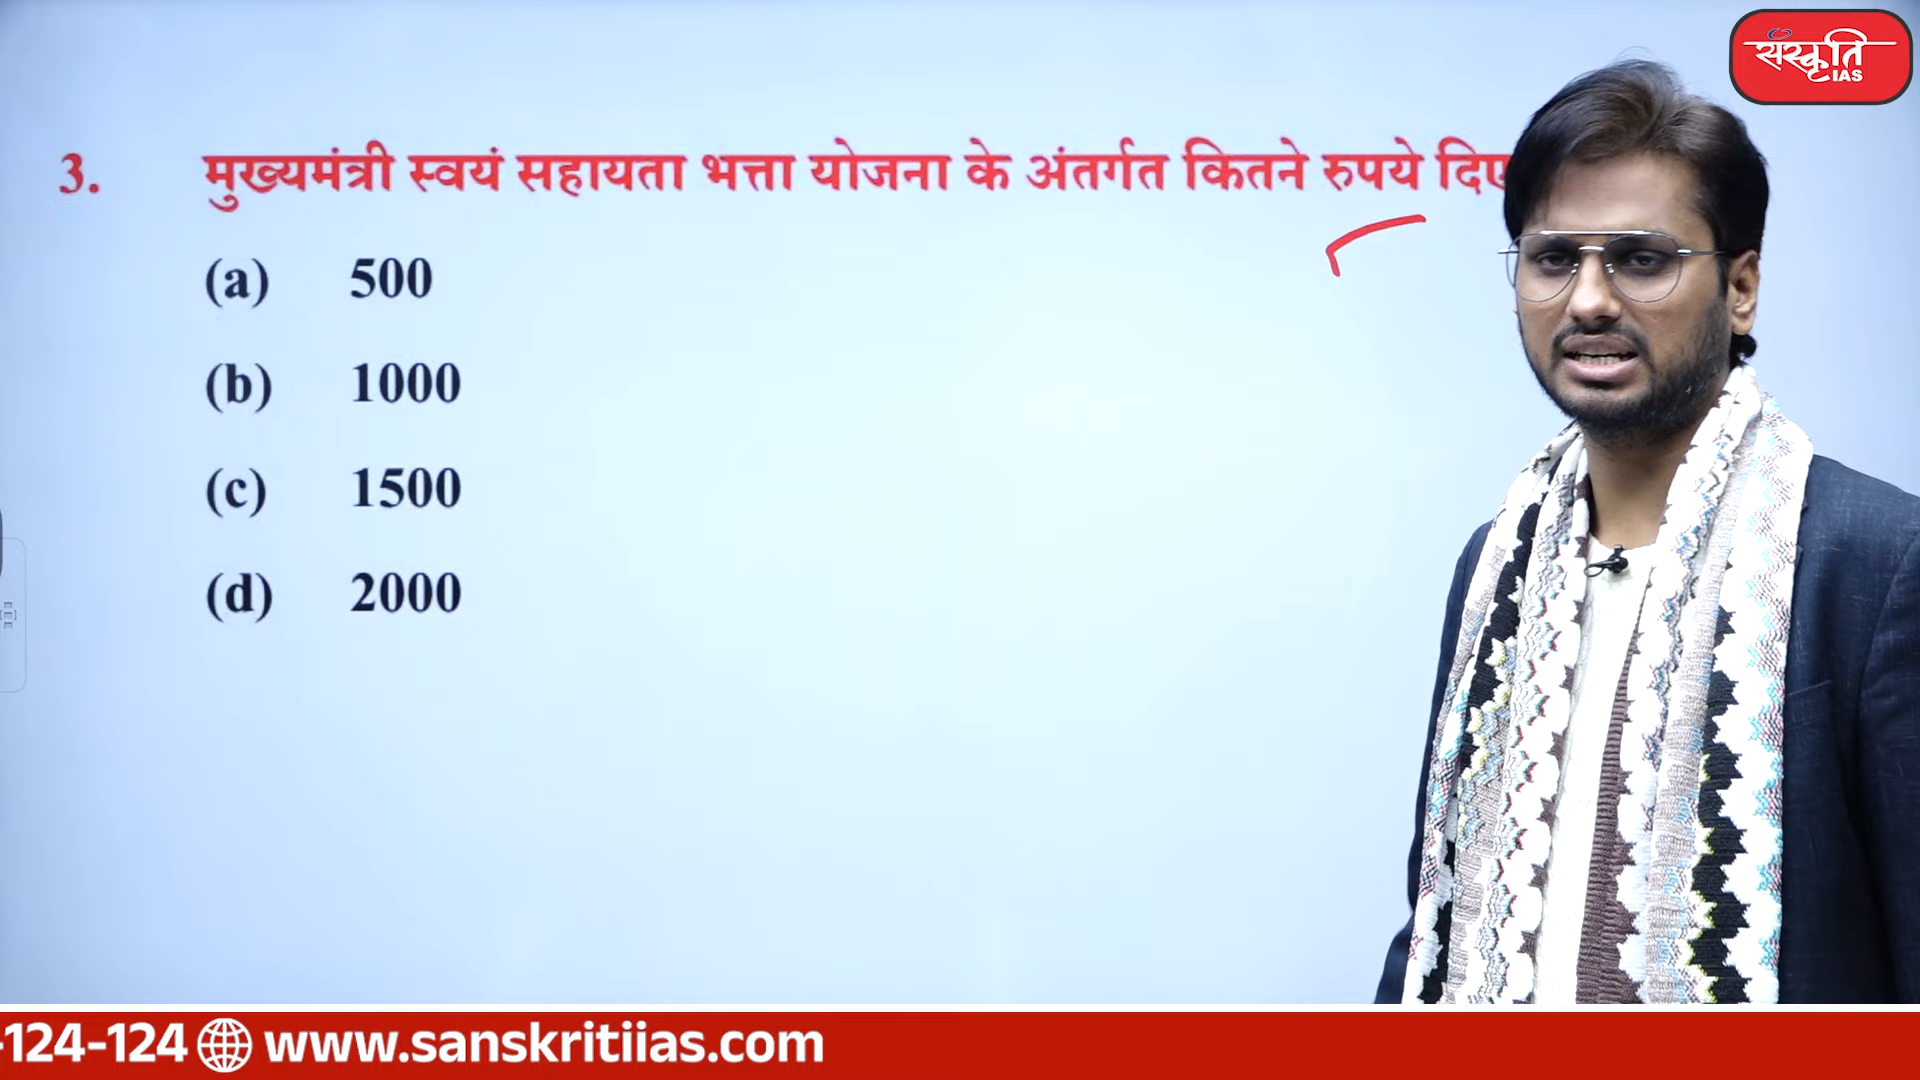 संस्कृति
IAS
3. मुख्यमंत्री स्वयं सहायता भत्ता योजना के अंतर्गत कितने रुपये दिए
(a) 500
(b) 1000
(c) 1500
(d) 2000
-124-124 www.sanskritiias.com